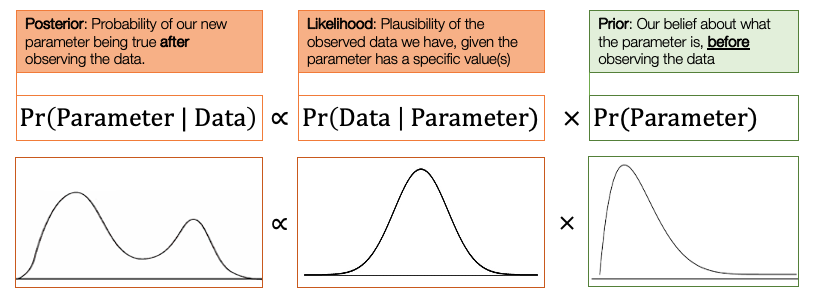 Posterior: Probability of our new
parameter being true after
observing the data.
Likelihood: Plausibility of the
observed data we have, given the
parameter has a specific value(s)
Prior: Our belief about what
the parameter is, before
observing the data
Pr(Parameter | Data) ∝ Pr(Data | Parameter) × Pr(Parameter)
∝ ×